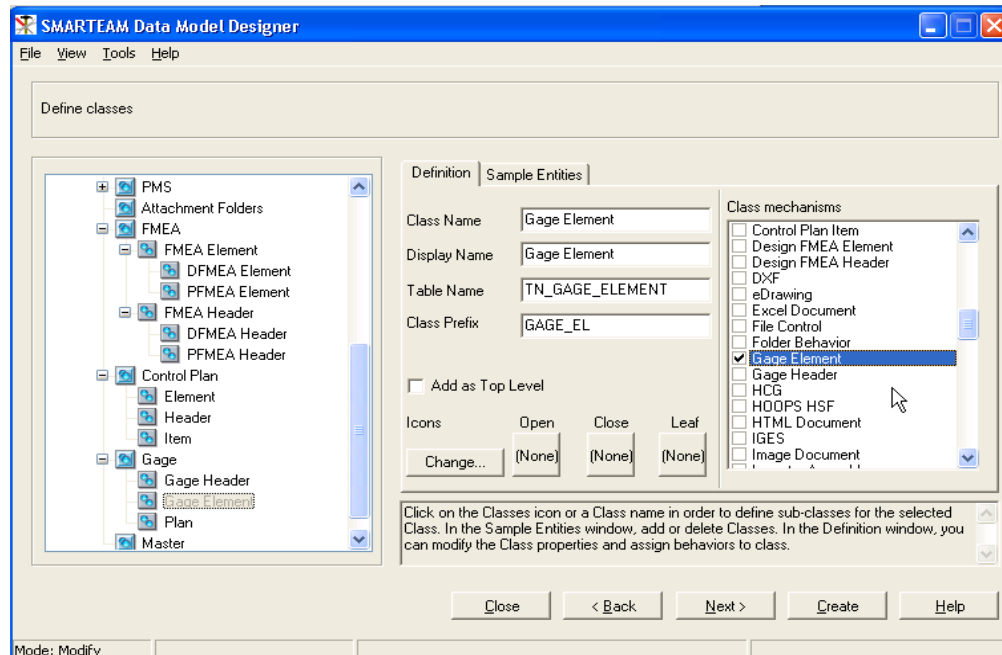 SMARTEAM Data Model Designer
File View Tools Help
Define classes
PMS
Attachment Folders
FMEA
FMEA Element
DFMEA Element
PFMEA Element
FMEA Header
DFMEA Header
PFMEA Header
Control Plan
Element
Header
Item
Gage
Gage Header
Gage Element
Plan
Master
Definition Sample Entities
Class Name Gage Element
Display Name Gage Element
Table Name TN_GAGE_ELEMENT
Class Prefix GAGE_EL
Add as Top Level
Icons Open Close Leaf
Change... (None) (None) (None)
Class mechanisms
Control Plan Item
Design FMEA Element
Design FMEA Header
DXF
eDrawing
Excel Document
File Control
Folder Behavior
Gage Element
Gage Header
HCG
HOOPS HSF
HTML Document
IGES
Image Document
Click on the Classes icon or a Class name in order to define sub-classes for the selected
Class. In the Sample Entities window, add or delete Classes. In the Definition window, you
can modify the Class properties and assign behaviors to class.
Close < Back Next > Create Help
Mode: Modify